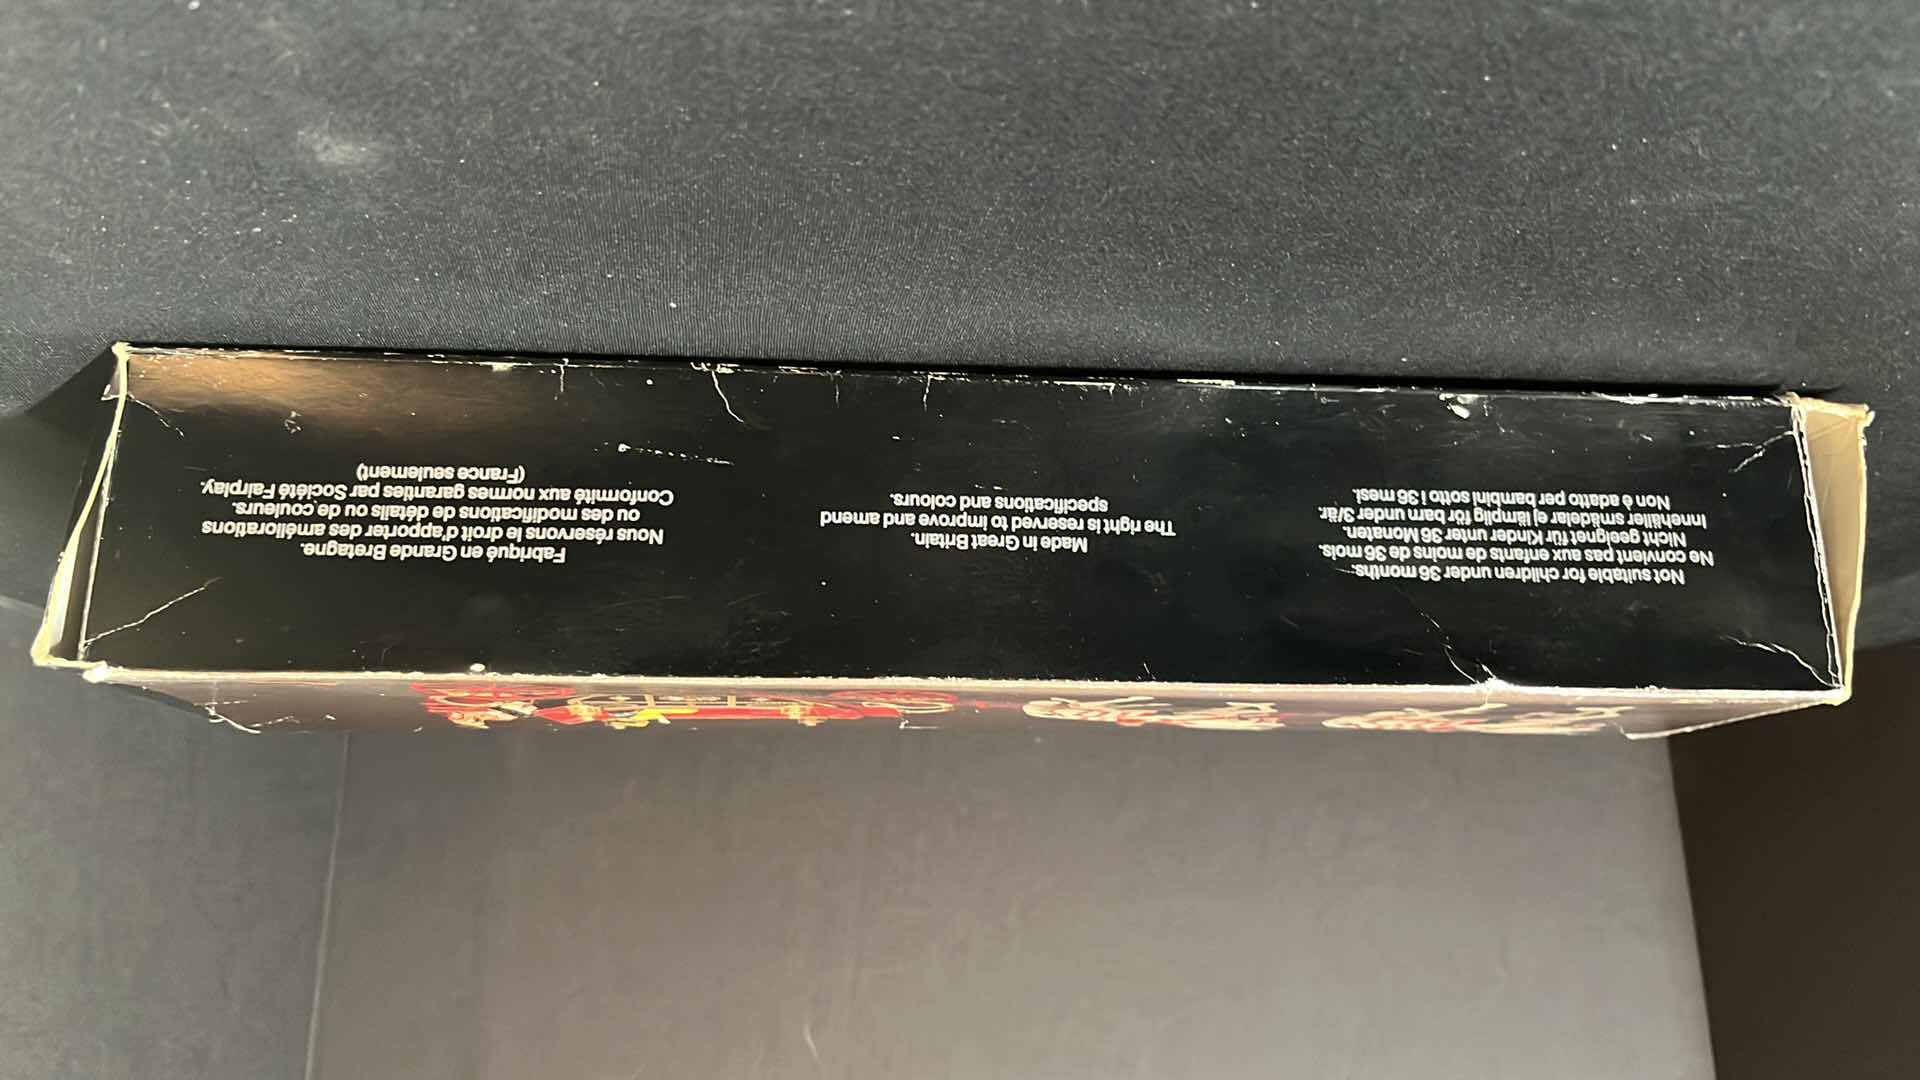 Not suitable for children under 36 months.
Ne convient pas aux enfants de moins de 36 mois.
Nicht geeignet für Kinder unter 36 Monaten.
Innehåller smådelar ej lämplig för barn under 3/år.
Non è adatto per bambini sotto i 36 mesi.
Made in Great Britain.
The right is reserved to improve and amend
specifications and colours.
Fabriqué en Grande Bretagne.
Nous réservons le droit d'apporter des améliorations
ou des modifications de détails ou de couleurs.
Conformité aux normes garanties par Société Fairplay.
(France seulement)